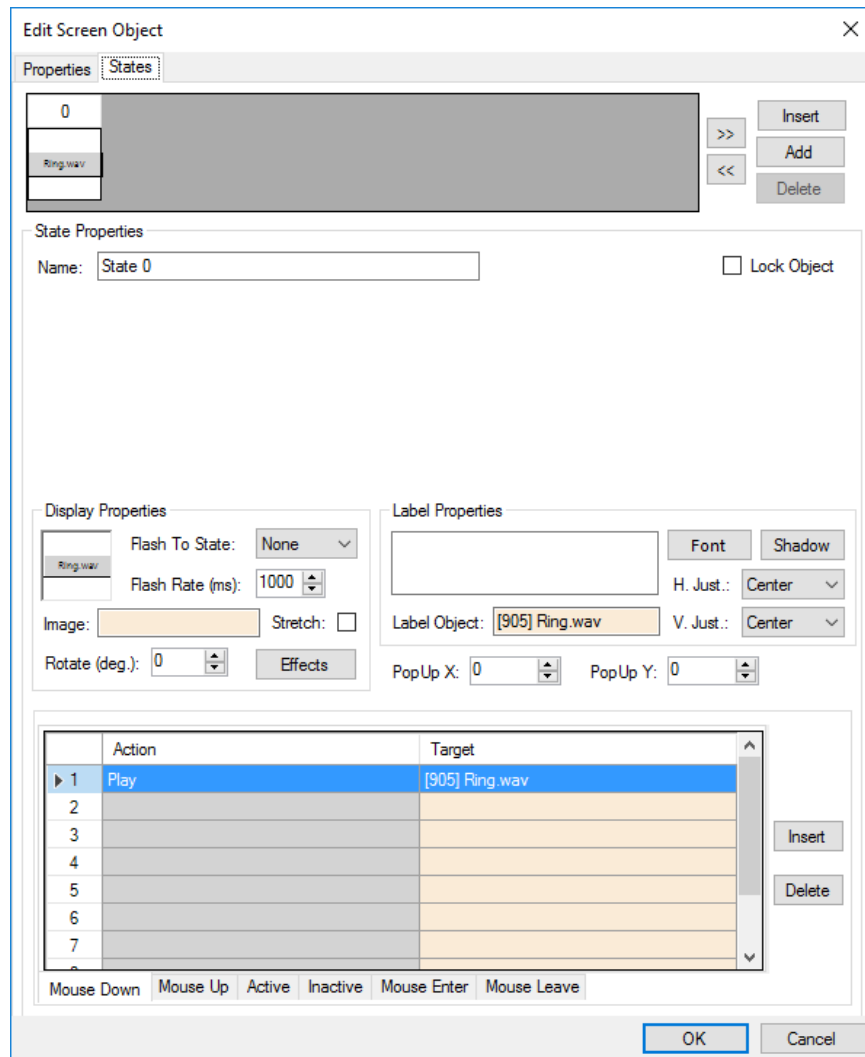 Edit Screen Object
Properties States
0
Ring.wav
>>
<<
Insert
Add
Delete
State Properties
Name: State 0
Lock Object
Display Properties
Ring.wav
Flash To State: None
Flash Rate (ms): 1000
Image:
Stretch:
Rotate (deg.): 0
Effects
Label Properties
Font Shadow
H. Just.: Center
Label Object: [905] Ring.wav
V. Just.: Center
PopUp X: 0
PopUp Y: 0
Action Target
1 Play [905] Ring.wav
2
3
4
5
6
7
Insert
Delete
Mouse Down Mouse Up Active Inactive Mouse Enter Mouse Leave
OK Cancel